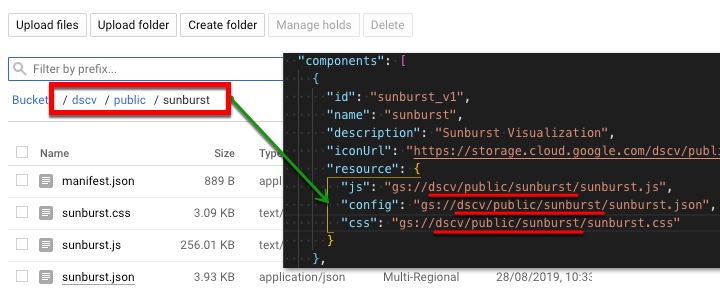 Upload files Upload folder Create folder Manage holds Delete
Filter by prefix...
Bucket / dscv / public / sunburst
Name Size
manifest.json 889 B
sunburst.css 3.09 KB text/
sunburst.js 256.01 KB text/
sunburst.json 3.93 KB application/json Multi-Regional 28/08/2019, 10:33
"components": [
{
"id": "sunburst_v1",
"name": "sunburst",
"description": "Sunburst Visualization",
"iconUrl": "https://storage.cloud.google.com/dscv/publ
"resource": {
"js": "gs://dscv/public/sunburst/sunburst.js",
"config": "gs://dscv/public/sunburst/sunburst.json",
"css": "gs://dscv/public/sunburst/sunburst.css"
}
},